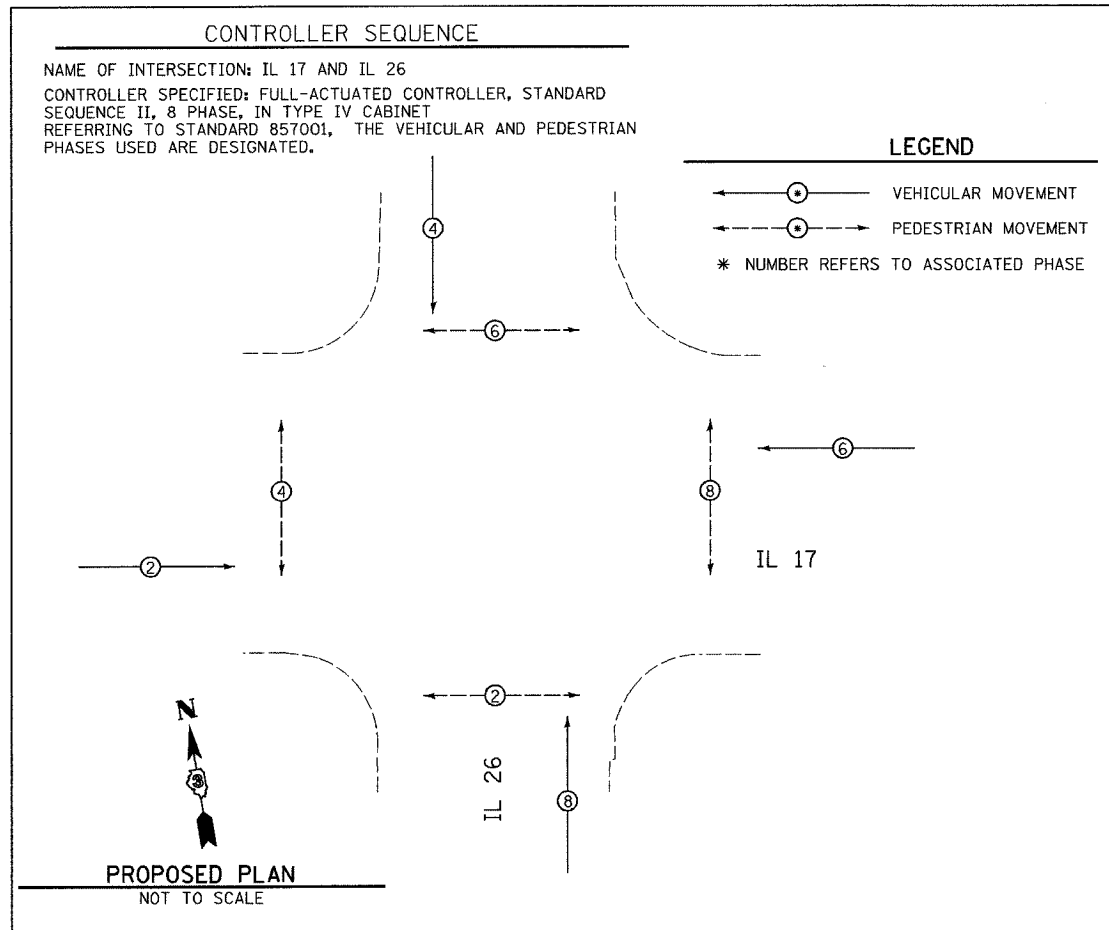 CONTROLLER SEQUENCE
NAME OF INTERSECTION: IL 17 AND IL 26
CONTROLLER SPECIFIED: FULL-ACTUATED CONTROLLER, STANDARD
SEQUENCE II, 8 PHASE, IN TYPE IV CABINET
REFERRING TO STANDARD 857001, THE VEHICULAR AND PEDESTRIAN
PHASES USED ARE DESIGNATED.
LEGEND
* VEHICULAR MOVEMENT
* PEDESTRIAN MOVEMENT
* NUMBER REFERS TO ASSOCIATED PHASE
4
6
6
4
8
2
IL 17
2
N
3
IL 26
8
PROPOSED PLAN
NOT TO SCALE